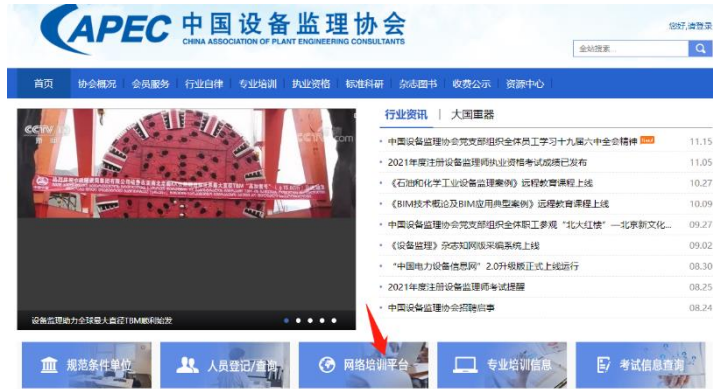 APEC 中国设备监理协会
CHINA ASSOCIATION OF PLANT ENGINEERING CONSULTANTS
您好,请登录
全站搜索...
首页 协会概况 会员服务 行业自律 专业培训 执业资格 标准科研 杂志图书 收费公示 资源中心
行业资讯 | 大国重器
中国设备监理协会党支部组织全体员工学习十九届六中全会精神 11.15
2021年度注册设备监理师执业资格考试成绩已发布 11.05
《石油和化学工业设备监理案例》远程教育课程上线 10.27
《BIM技术概论及BIM应用典型案例》远程教育课程上线 10.09
中国设备监理协会党支部组织全体职工参观“北大红楼”—北京新文化... 09.27
《设备监理》杂志知网版采编系统上线 09.02
“中国电力设备信息网”2.0升级版正式上线运行 08.30
2021年度注册设备监理师考试提醒 08.25
中国设备监理协会招聘启事 08.24
CCTV
设备监理助力全球最大直径TBM顺利始发
规范条件单位 人员登记/查询 网络培训平台 专业培训信息 考试信息查询